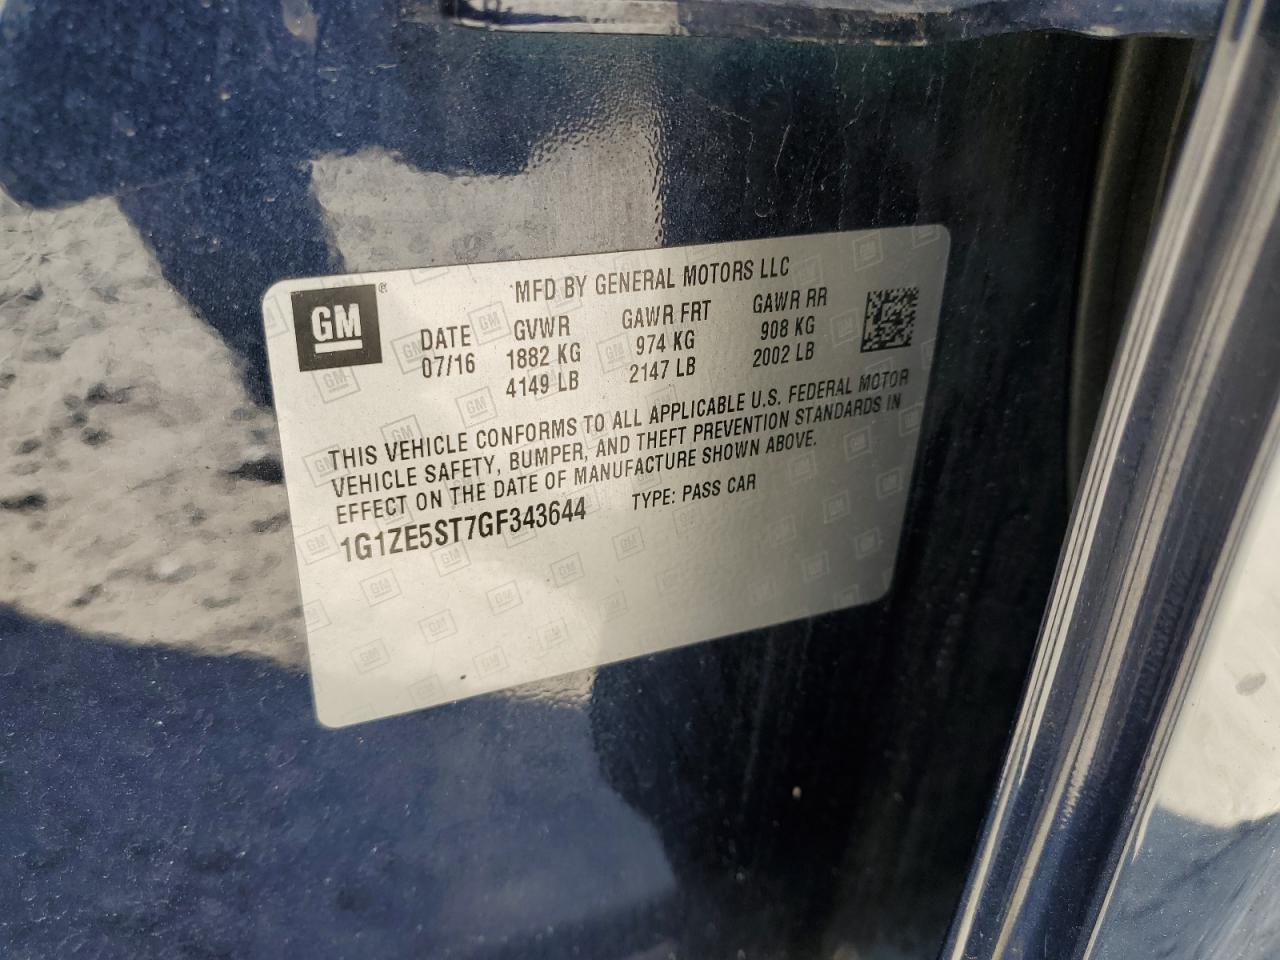 GM ®
MFD BY GENERAL MOTORS LLC
DATE GVWR GAWR FRT GAWR RR
07/16 1882 KG 974 KG 908 KG
4149 LB 2147 LB 2002 LB
THIS VEHICLE CONFORMS TO ALL APPLICABLE U.S. FEDERAL MOTOR
VEHICLE SAFETY, BUMPER, AND THEFT PREVENTION STANDARDS IN
EFFECT ON THE DATE OF MANUFACTURE SHOWN ABOVE.
1G1ZE5ST7GF343644 TYPE: PASS CAR